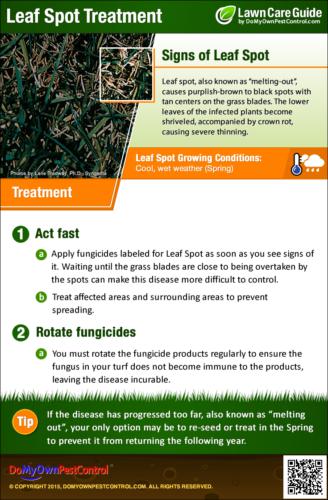 Leaf Spot Treatment
Lawn Care Guide
by DoMyOwnPestControl.com
Signs of Leaf Spot
Leaf spot, also known as “melting-out”,
causes purplish-brown to black spots with
tan centers on the grass blades. The lower
leaves of the infected plants become
shriveled, accompanied by crown rot,
causing severe thinning.
Photos by Lane Tredway, Ph.D., Syngenta
Leaf Spot Growing Conditions:
Cool, wet weather (Spring)
Treatment
1 Act fast
a Apply fungicides labeled for Leaf Spot as soon as you see signs of
it. Waiting until the grass blades are close to being overtaken by
the spots can make this disease more difficult to control.
b Treat affected areas and surrounding areas to prevent
spreading.
2 Rotate fungicides
a You must rotate the fungicide products regularly to ensure the
fungus in your turf does not become immune to the products,
leaving the disease incurable.
Tip
If the disease has progressed too far, also known as “melting
out”, your only option may be to re-seed or treat in the Spring
to prevent it from returning the following year.
DoMyOwnPestControl
© COPYRIGHT 2015, DOMYOWNPESTCONTROL.COM. ALL RIGHTS RESERVED.